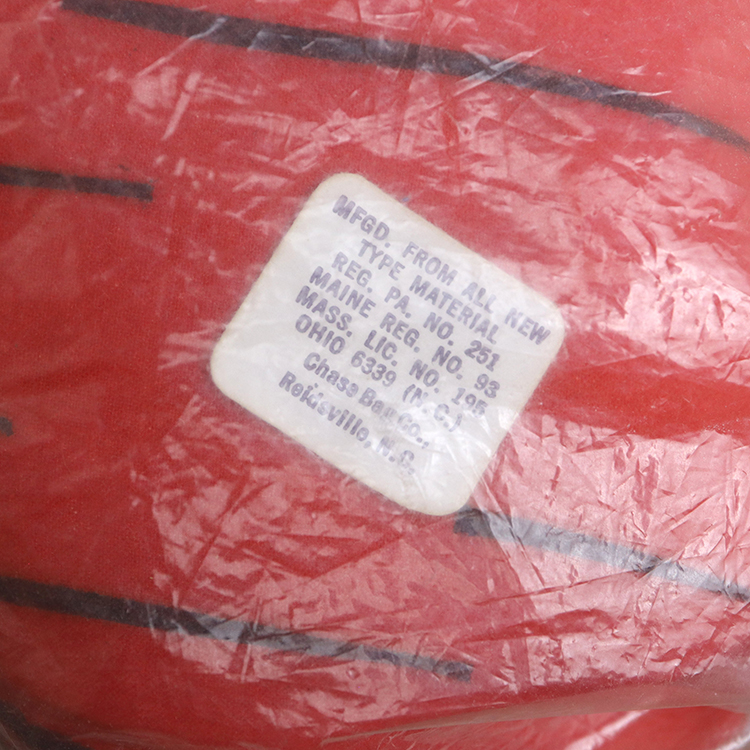 MFGD. FROM ALL NEW
TYPE MATERIAL
REG. PA. NO. 251
MAINE REG. NO. 93
MASS. LIC. NO. 195
OHIO 6339 (N.C.)
Chase Bag Co.,
Reidsville, N.C.